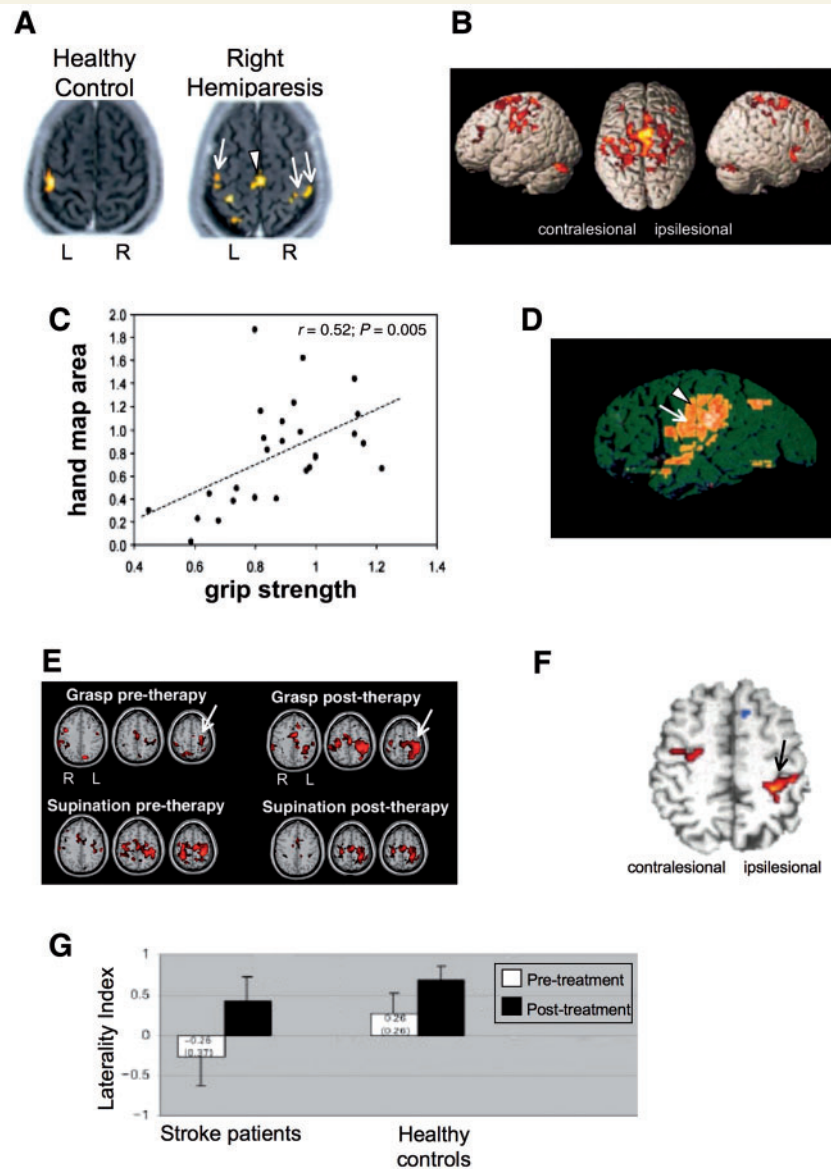 A
Healthy
Control
Right
Hemiparesis
L R
L R
B
contralesional ipsilesional
C
r = 0.52; P = 0.005
hand map area
2.0
1.8
1.6
1.4
1.2
1.0
0.8
0.6
0.4
0.2
0.0
0.4 0.6 0.8 1 1.2 1.4
grip strength
D
E
Grasp pre-therapy
Grasp post-therapy
R L
R L
Supination pre-therapy
Supination post-therapy
F
contralesional ipsilesional
G
Laterality Index
1
0.5
0
−0.5
−1
−0.26
(0.37)
0.26
(0.26)
Pre-treatment
Post-treatment
Stroke patients
Healthy
controls